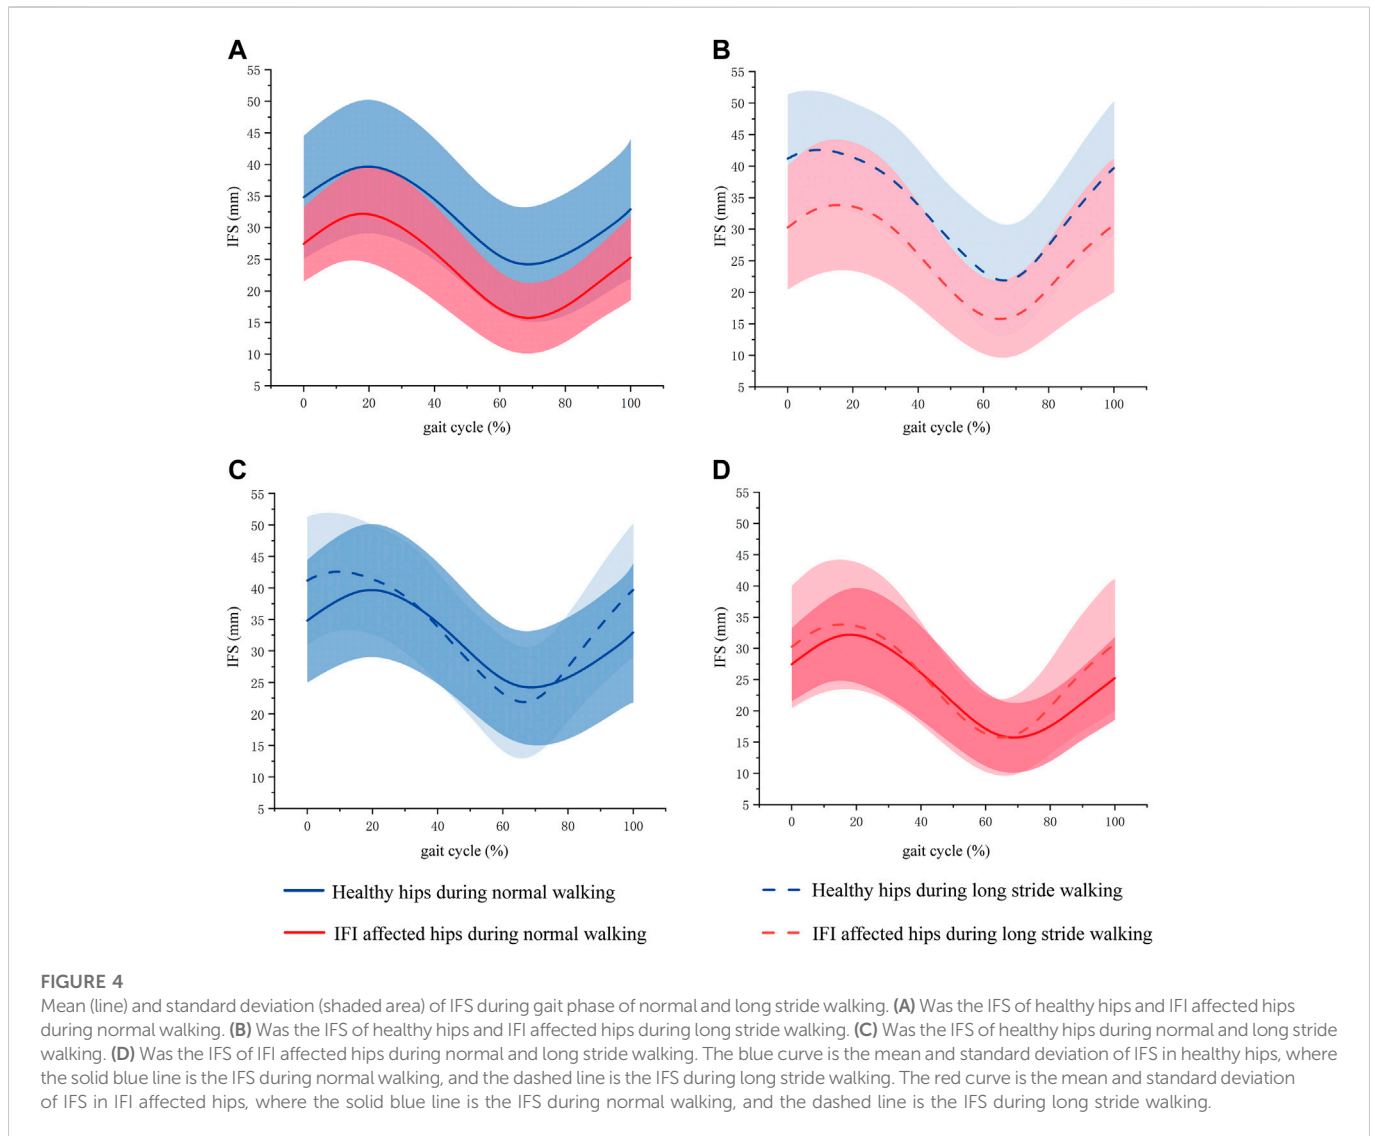 A
55
50
45
40
35
30
25
20
15
10
5
IFS (mm)
0 20 40 60 80 100
gait cycle (%)
B
55
50
45
40
35
30
25
20
15
10
5
IFS (mm)
0 20 40 60 80 100
gait cycle (%)
C
55
50
45
40
35
30
25
20
15
10
5
IFS (mm)
0 20 40 60 80 100
gait cycle (%)
D
55
50
45
40
35
30
25
20
15
10
5
IFS (mm)
0 20 40 60 80 100
gait cycle (%)
Healthy hips during normal walking
Healthy hips during long stride walking
IFI affected hips during normal walking
IFI affected hips during long stride walking
FIGURE 4
Mean (line) and standard deviation (shaded area) of IFS during gait phase of normal and long stride walking. (A) Was the IFS of healthy hips and IFI affected hips
during normal walking. (B) Was the IFS of healthy hips and IFI affected hips during long stride walking. (C) Was the IFS of healthy hips during normal and long stride
walking. (D) Was the IFS of IFI affected hips during normal and long stride walking. The blue curve is the mean and standard deviation of IFS in healthy hips, where
the solid blue line is the IFS during normal walking, and the dashed line is the IFS during long stride walking. The red curve is the mean and standard deviation
of IFS in IFI affected hips, where the solid blue line is the IFS during normal walking, and the dashed line is the IFS during long stride walking.